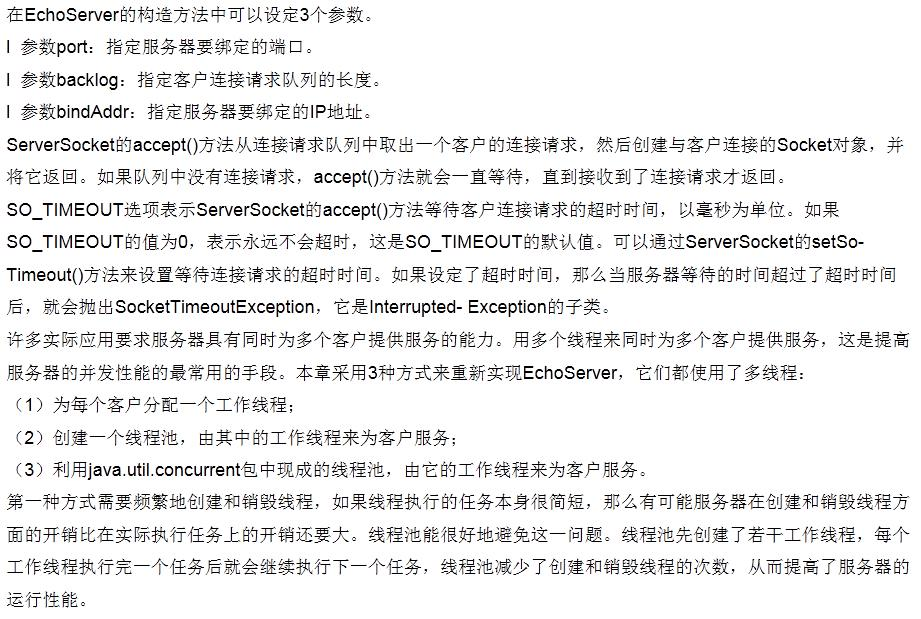 在EchoServer的构造方法中可以设定3个参数。
l 参数port：指定服务器要绑定的端口。
l 参数backlog：指定客户连接请求队列的长度。
l 参数bindAddr：指定服务器要绑定的IP地址。
ServerSocket的accept()方法从连接请求队列中取出一个客户的连接请求，然后创建与客户连接的Socket对象，并
将它返回。如果队列中没有连接请求，accept()方法就会一直等待，直到接收到了连接请求才返回。
SO_TIMEOUT选项表示ServerSocket的accept()方法等待客户连接请求的超时时间，以毫秒为单位。如果
SO_TIMEOUT的值为0，表示永远不会超时，这是SO_TIMEOUT的默认值。可以通过ServerSocket的setSo-
Timeout()方法来设置等待连接请求的超时时间。如果设定了超时时间，那么当服务器等待的时间超过了超时时间
后，就会抛出SocketTimeoutException，它是Interrupted- Exception的子类。
许多实际应用要求服务器具有同时为多个客户提供服务的能力。用多个线程来同时为多个客户提供服务，这是提高
服务器的并发性能的最常用的手段。本章采用3种方式来重新实现EchoServer，它们都使用了多线程：
（1）为每个客户分配一个工作线程；
（2）创建一个线程池，由其中的工作线程来为客户服务；
（3）利用java.util.concurrent包中现成的线程池，由它的工作线程来为客户服务。
第一种方式需要频繁地创建和销毁线程，如果线程执行的任务本身很简短，那么有可能服务器在创建和销毁线程方
面的开销比在实际执行任务上的开销还要大。线程池能很好地避免这一问题。线程池先创建了若干工作线程，每个
工作线程执行完一个任务后就会继续执行下一个任务，线程池减少了创建和销毁线程的次数，从而提高了服务器的
运行性能。